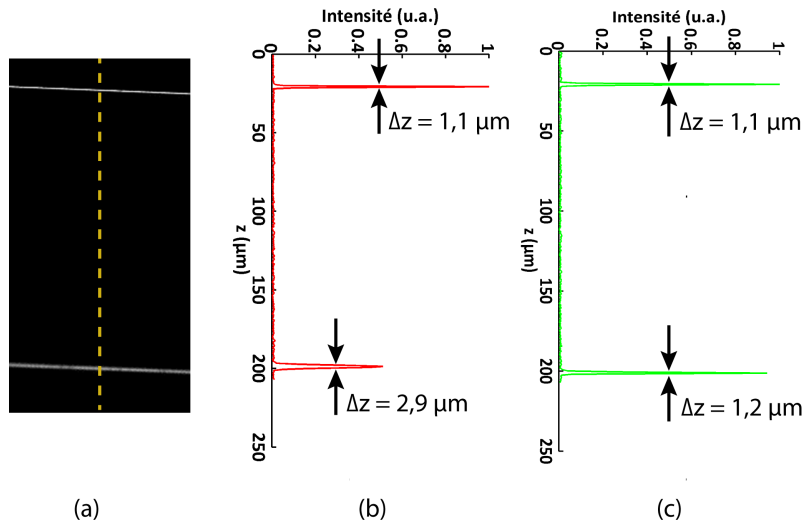 Intensité (u.a.)
0 0.2 0.4 0.6 0.8 1
0
50
100
150
200
250
z (µm)
Δz = 1,1 µm
Δz = 2,9 µm
Intensité (u.a.)
0 0.2 0.4 0.6 0.8 1
0
50
100
150
200
250
z (µm)
Δz = 1,1 µm
Δz = 1,2 µm
(a) (b) (c)